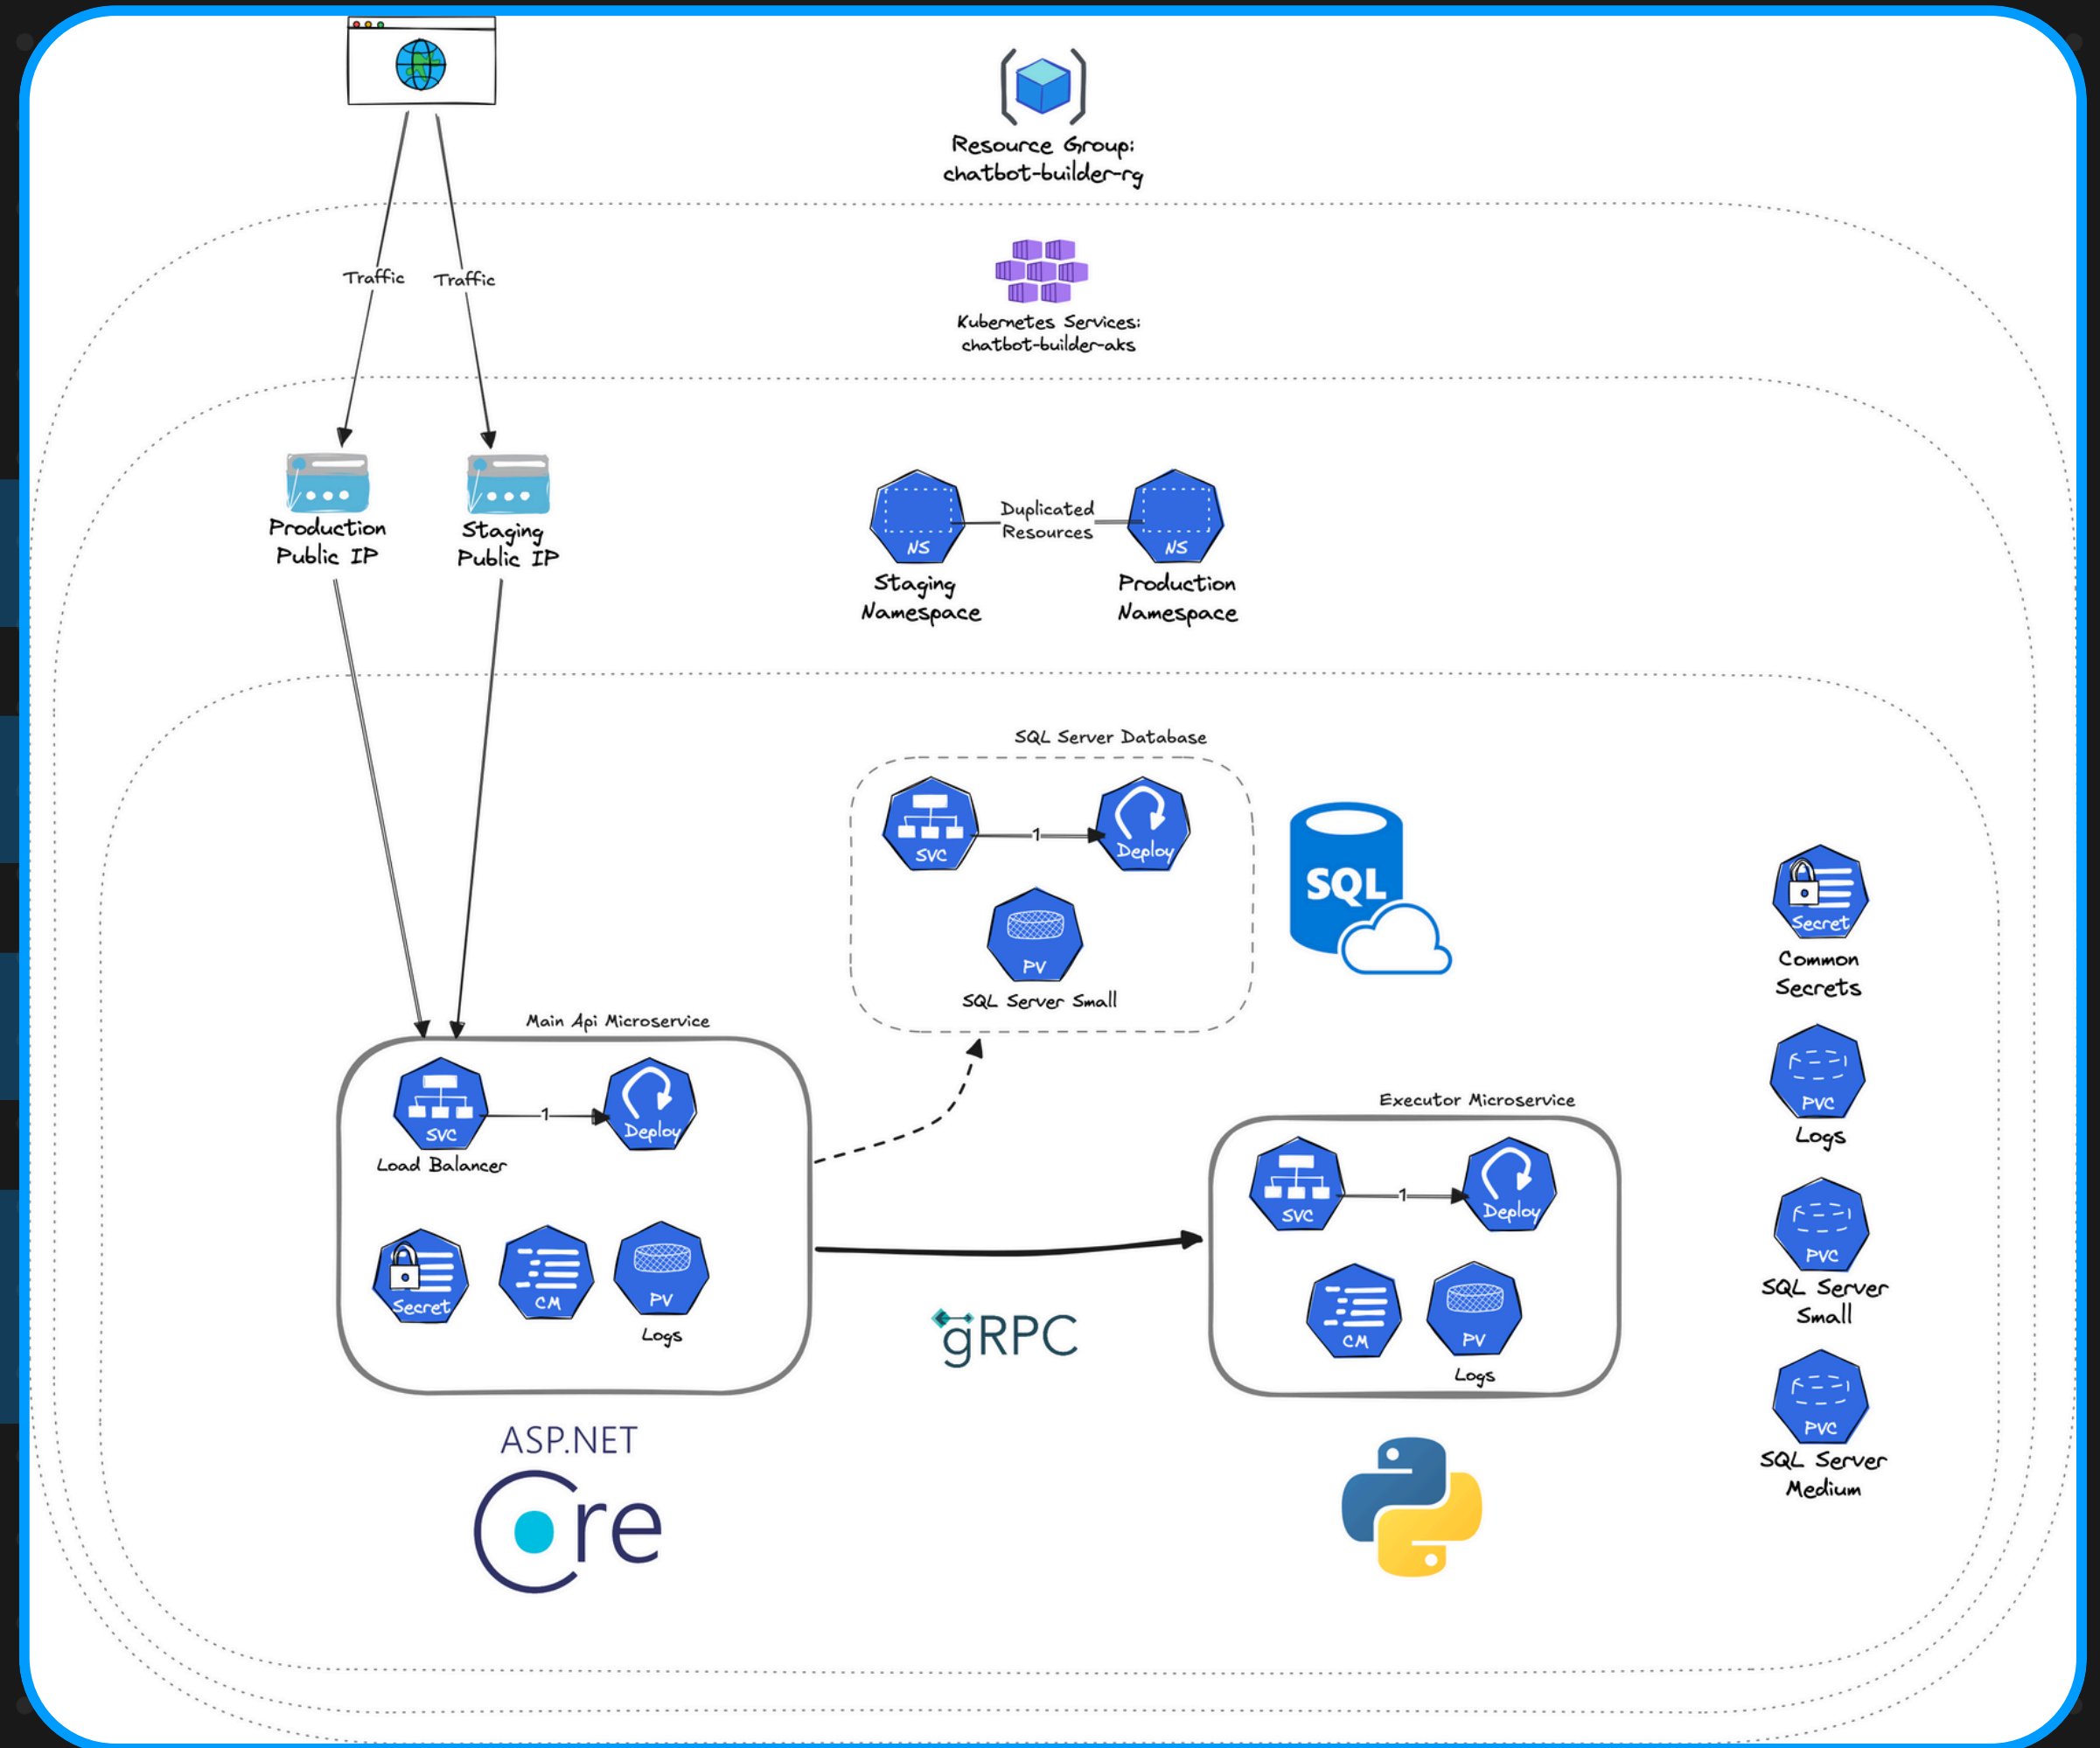 Resource Group:
chatbot-builder-rg
Traffic
Traffic
Kubernetes Services:
chatbot-builder-aks
Production
Public IP
Staging
Public IP
NS
Duplicated
Resources
NS
Staging
Namespace
Production
Namespace
SQL Server Database
SVC
1
Deploy
PV
SQL Server Small
SQL
Secret
Common
Secrets
PVC
Logs
PVC
SQL Server
Small
PVC
SQL Server
Medium
Main Api Microservice
SVC
1
Deploy
Load Balancer
Secret
CM
PV
Logs
gRPC
Executor Microservice
SVC
1
Deploy
CM
PV
Logs
ASP.NET
Core